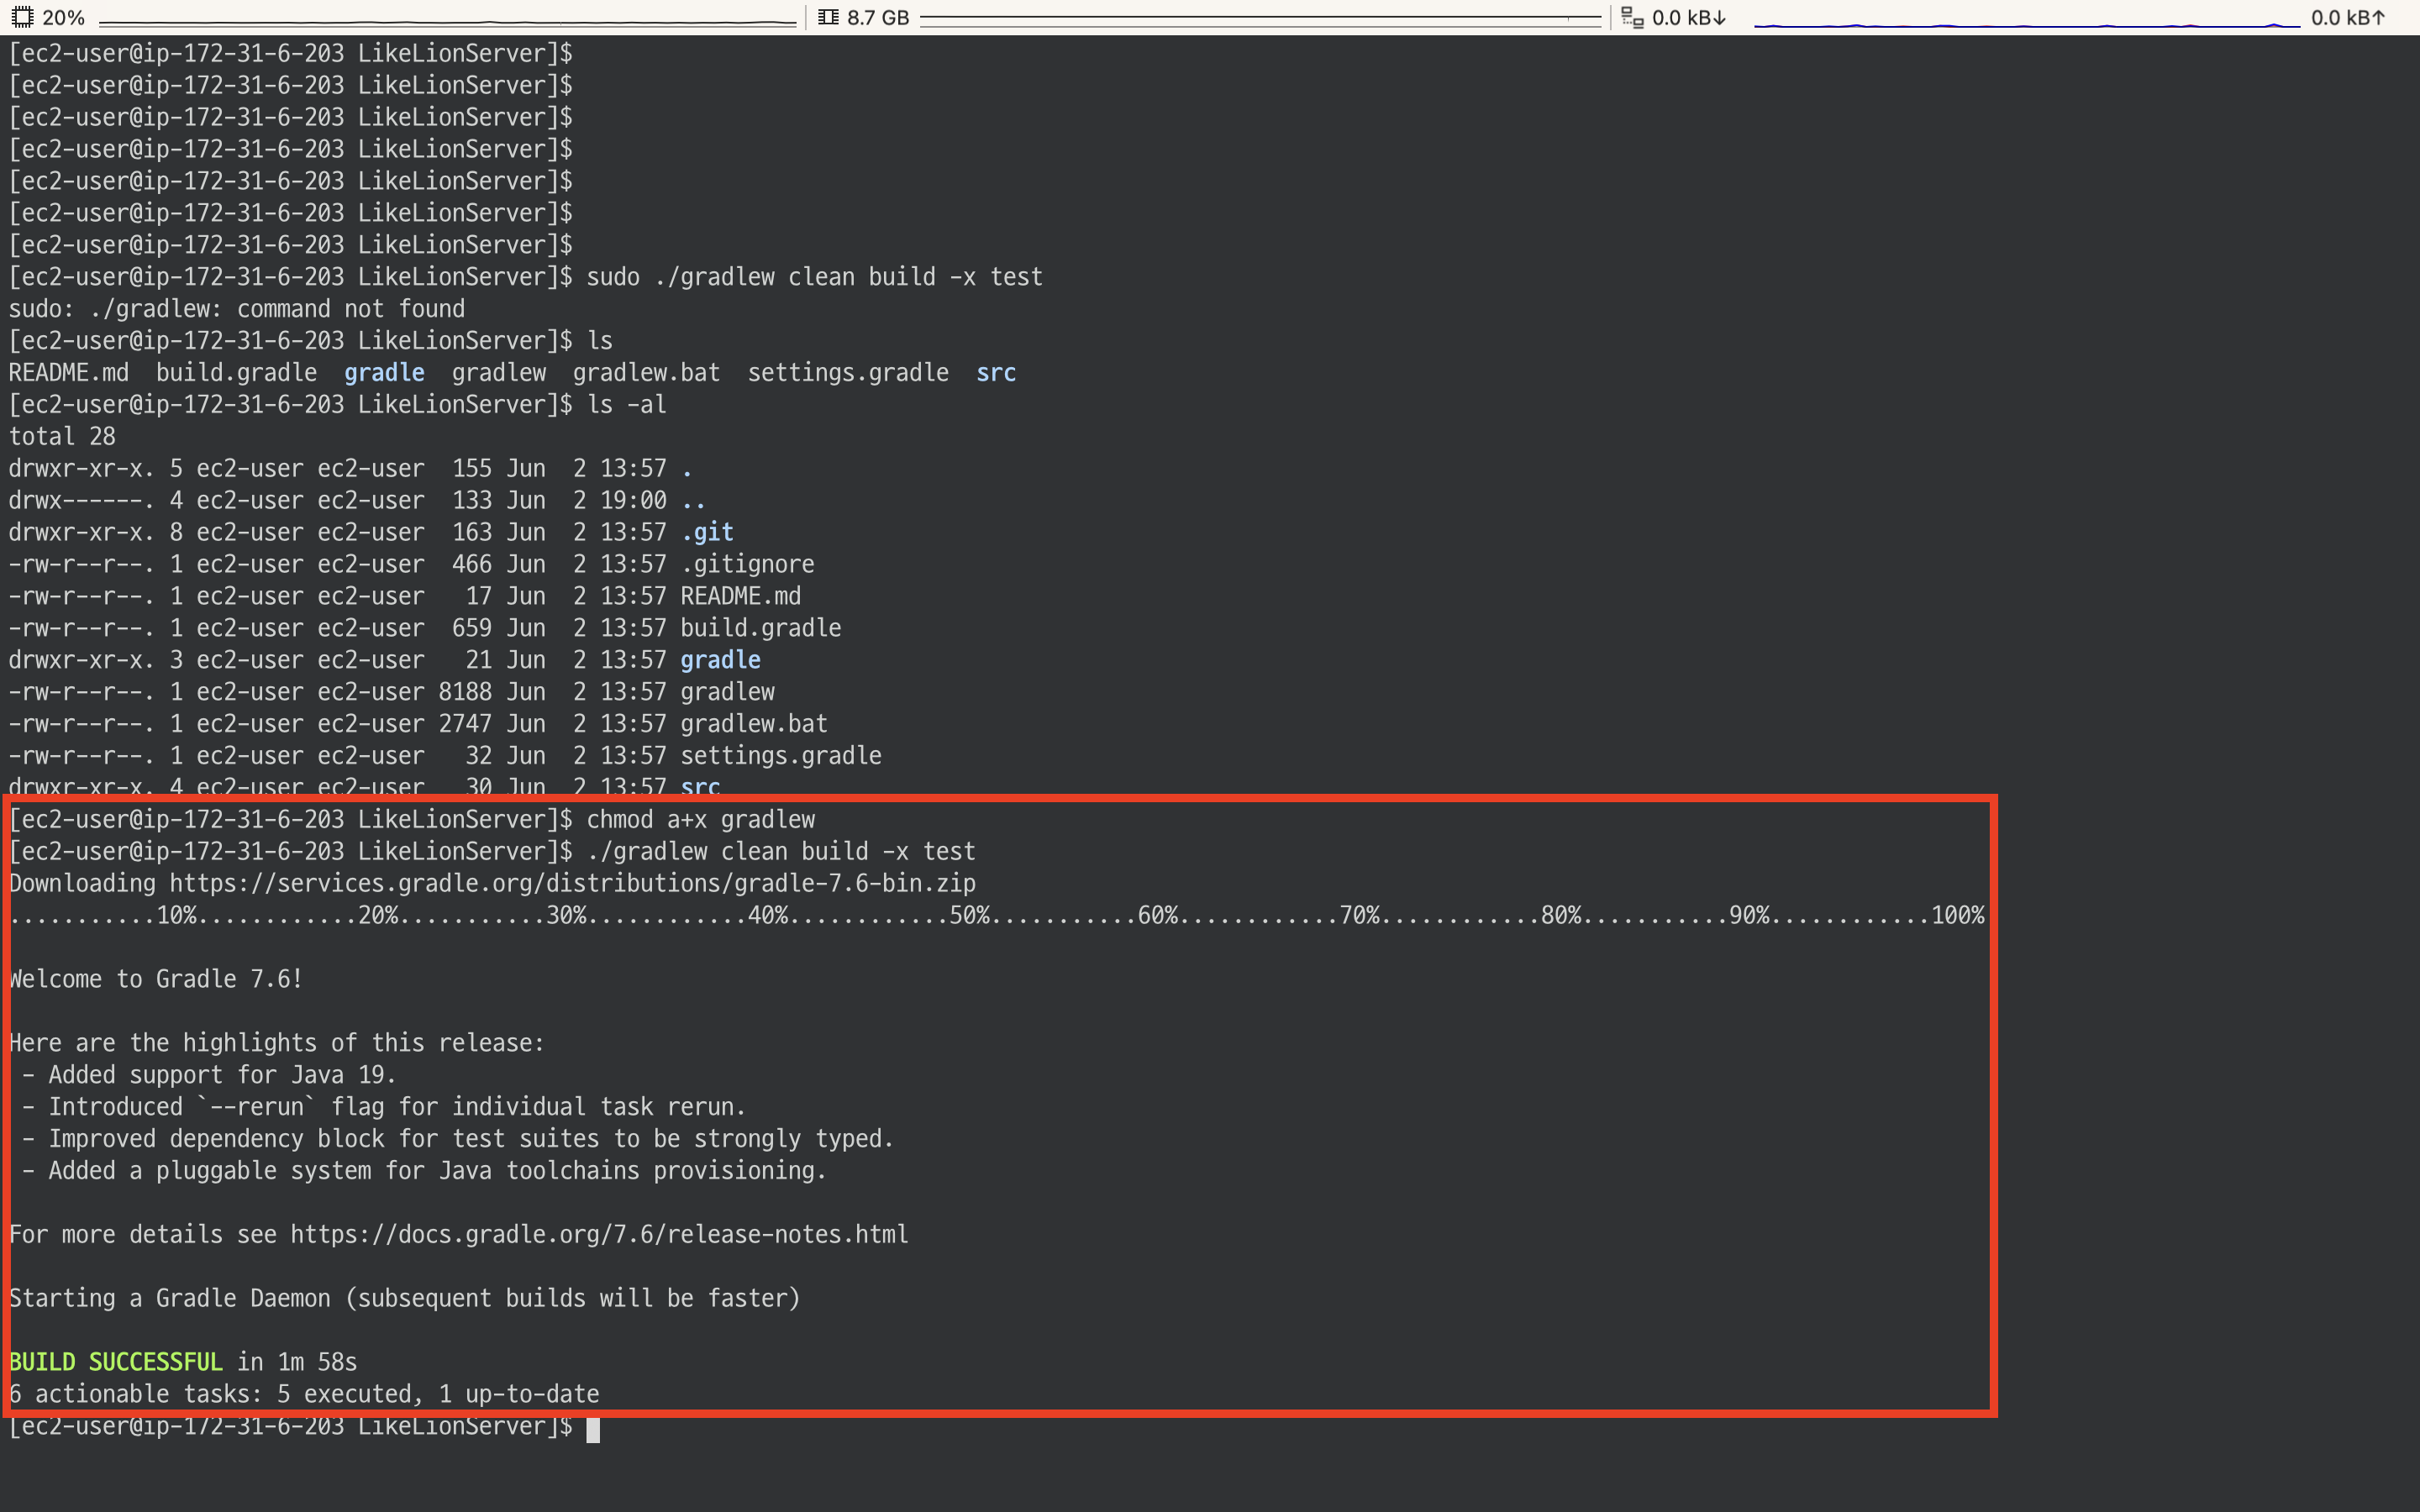 20% 8.7 GB 0.0 kB↓ 0.0 kB↑
[ec2-user@ip-172-31-6-203 LikeLionServer]$
[ec2-user@ip-172-31-6-203 LikeLionServer]$
[ec2-user@ip-172-31-6-203 LikeLionServer]$
[ec2-user@ip-172-31-6-203 LikeLionServer]$
[ec2-user@ip-172-31-6-203 LikeLionServer]$
[ec2-user@ip-172-31-6-203 LikeLionServer]$
[ec2-user@ip-172-31-6-203 LikeLionServer]$
[ec2-user@ip-172-31-6-203 LikeLionServer]$ sudo ./gradlew clean build -x test
sudo: ./gradlew: command not found
[ec2-user@ip-172-31-6-203 LikeLionServer]$ ls
README.md  build.gradle  gradle  gradlew  gradlew.bat  settings.gradle  src
[ec2-user@ip-172-31-6-203 LikeLionServer]$ ls -al
total 28
drwxr-xr-x. 5 ec2-user ec2-user  155 Jun  2 13:57 .
drwx------. 4 ec2-user ec2-user  133 Jun  2 19:00 ..
drwxr-xr-x. 8 ec2-user ec2-user  163 Jun  2 13:57 .git
-rw-r--r--. 1 ec2-user ec2-user  466 Jun  2 13:57 .gitignore
-rw-r--r--. 1 ec2-user ec2-user   17 Jun  2 13:57 README.md
-rw-r--r--. 1 ec2-user ec2-user  659 Jun  2 13:57 build.gradle
drwxr-xr-x. 3 ec2-user ec2-user   21 Jun  2 13:57 gradle
-rw-r--r--. 1 ec2-user ec2-user 8188 Jun  2 13:57 gradlew
-rw-r--r--. 1 ec2-user ec2-user 2747 Jun  2 13:57 gradlew.bat
-rw-r--r--. 1 ec2-user ec2-user   32 Jun  2 13:57 settings.gradle
drwxr-xr-x. 4 ec2-user ec2-user   30 Jun  2 13:57 src
[ec2-user@ip-172-31-6-203 LikeLionServer]$ chmod a+x gradlew
[ec2-user@ip-172-31-6-203 LikeLionServer]$ ./gradlew clean build -x test
Downloading https://services.gradle.org/distributions/gradle-7.6-bin.zip
...........10%............20%...........30%............40%............50%...........60%............70%............80%...........90%............100%
Welcome to Gradle 7.6!
Here are the highlights of this release:
 - Added support for Java 19.
 - Introduced `--rerun` flag for individual task rerun.
 - Improved dependency block for test suites to be strongly typed.
 - Added a pluggable system for Java toolchains provisioning.
For more details see https://docs.gradle.org/7.6/release-notes.html
Starting a Gradle Daemon (subsequent builds will be faster)
BUILD SUCCESSFUL in 1m 58s
6 actionable tasks: 5 executed, 1 up-to-date
[ec2-user@ip-172-31-6-203 LikeLionServer]$